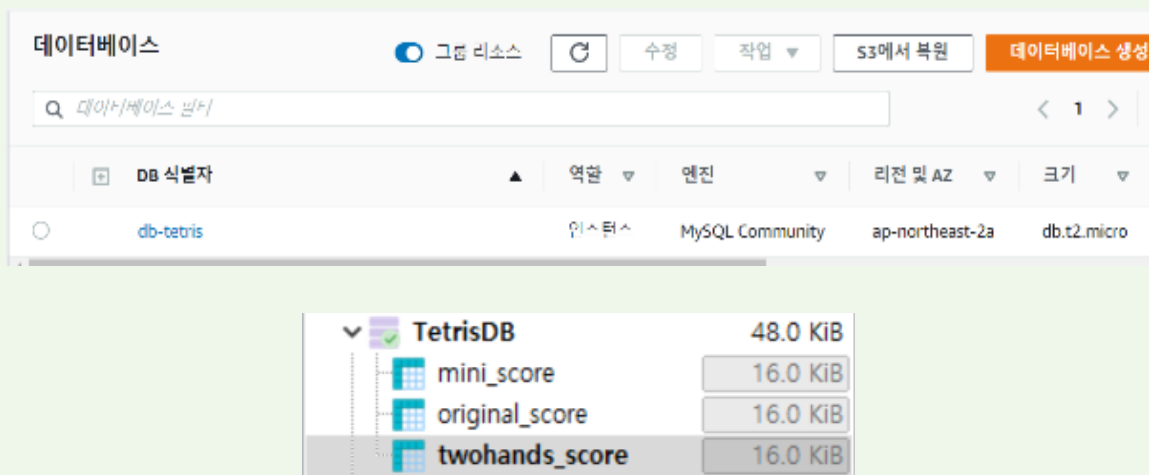 데이터베이스 그룹 리소스 수정 작업 S3에서 복원 데이터베이스 생성
데이터베이스 필터
1
DB 식별자 역할 엔진 리전 및 AZ 크기
db-tetris 인스턴스 MySQL Community ap-northeast-2a db.t2.micro
TetrisDB 48.0 KiB
mini_score 16.0 KiB
original_score 16.0 KiB
twohands_score 16.0 KiB